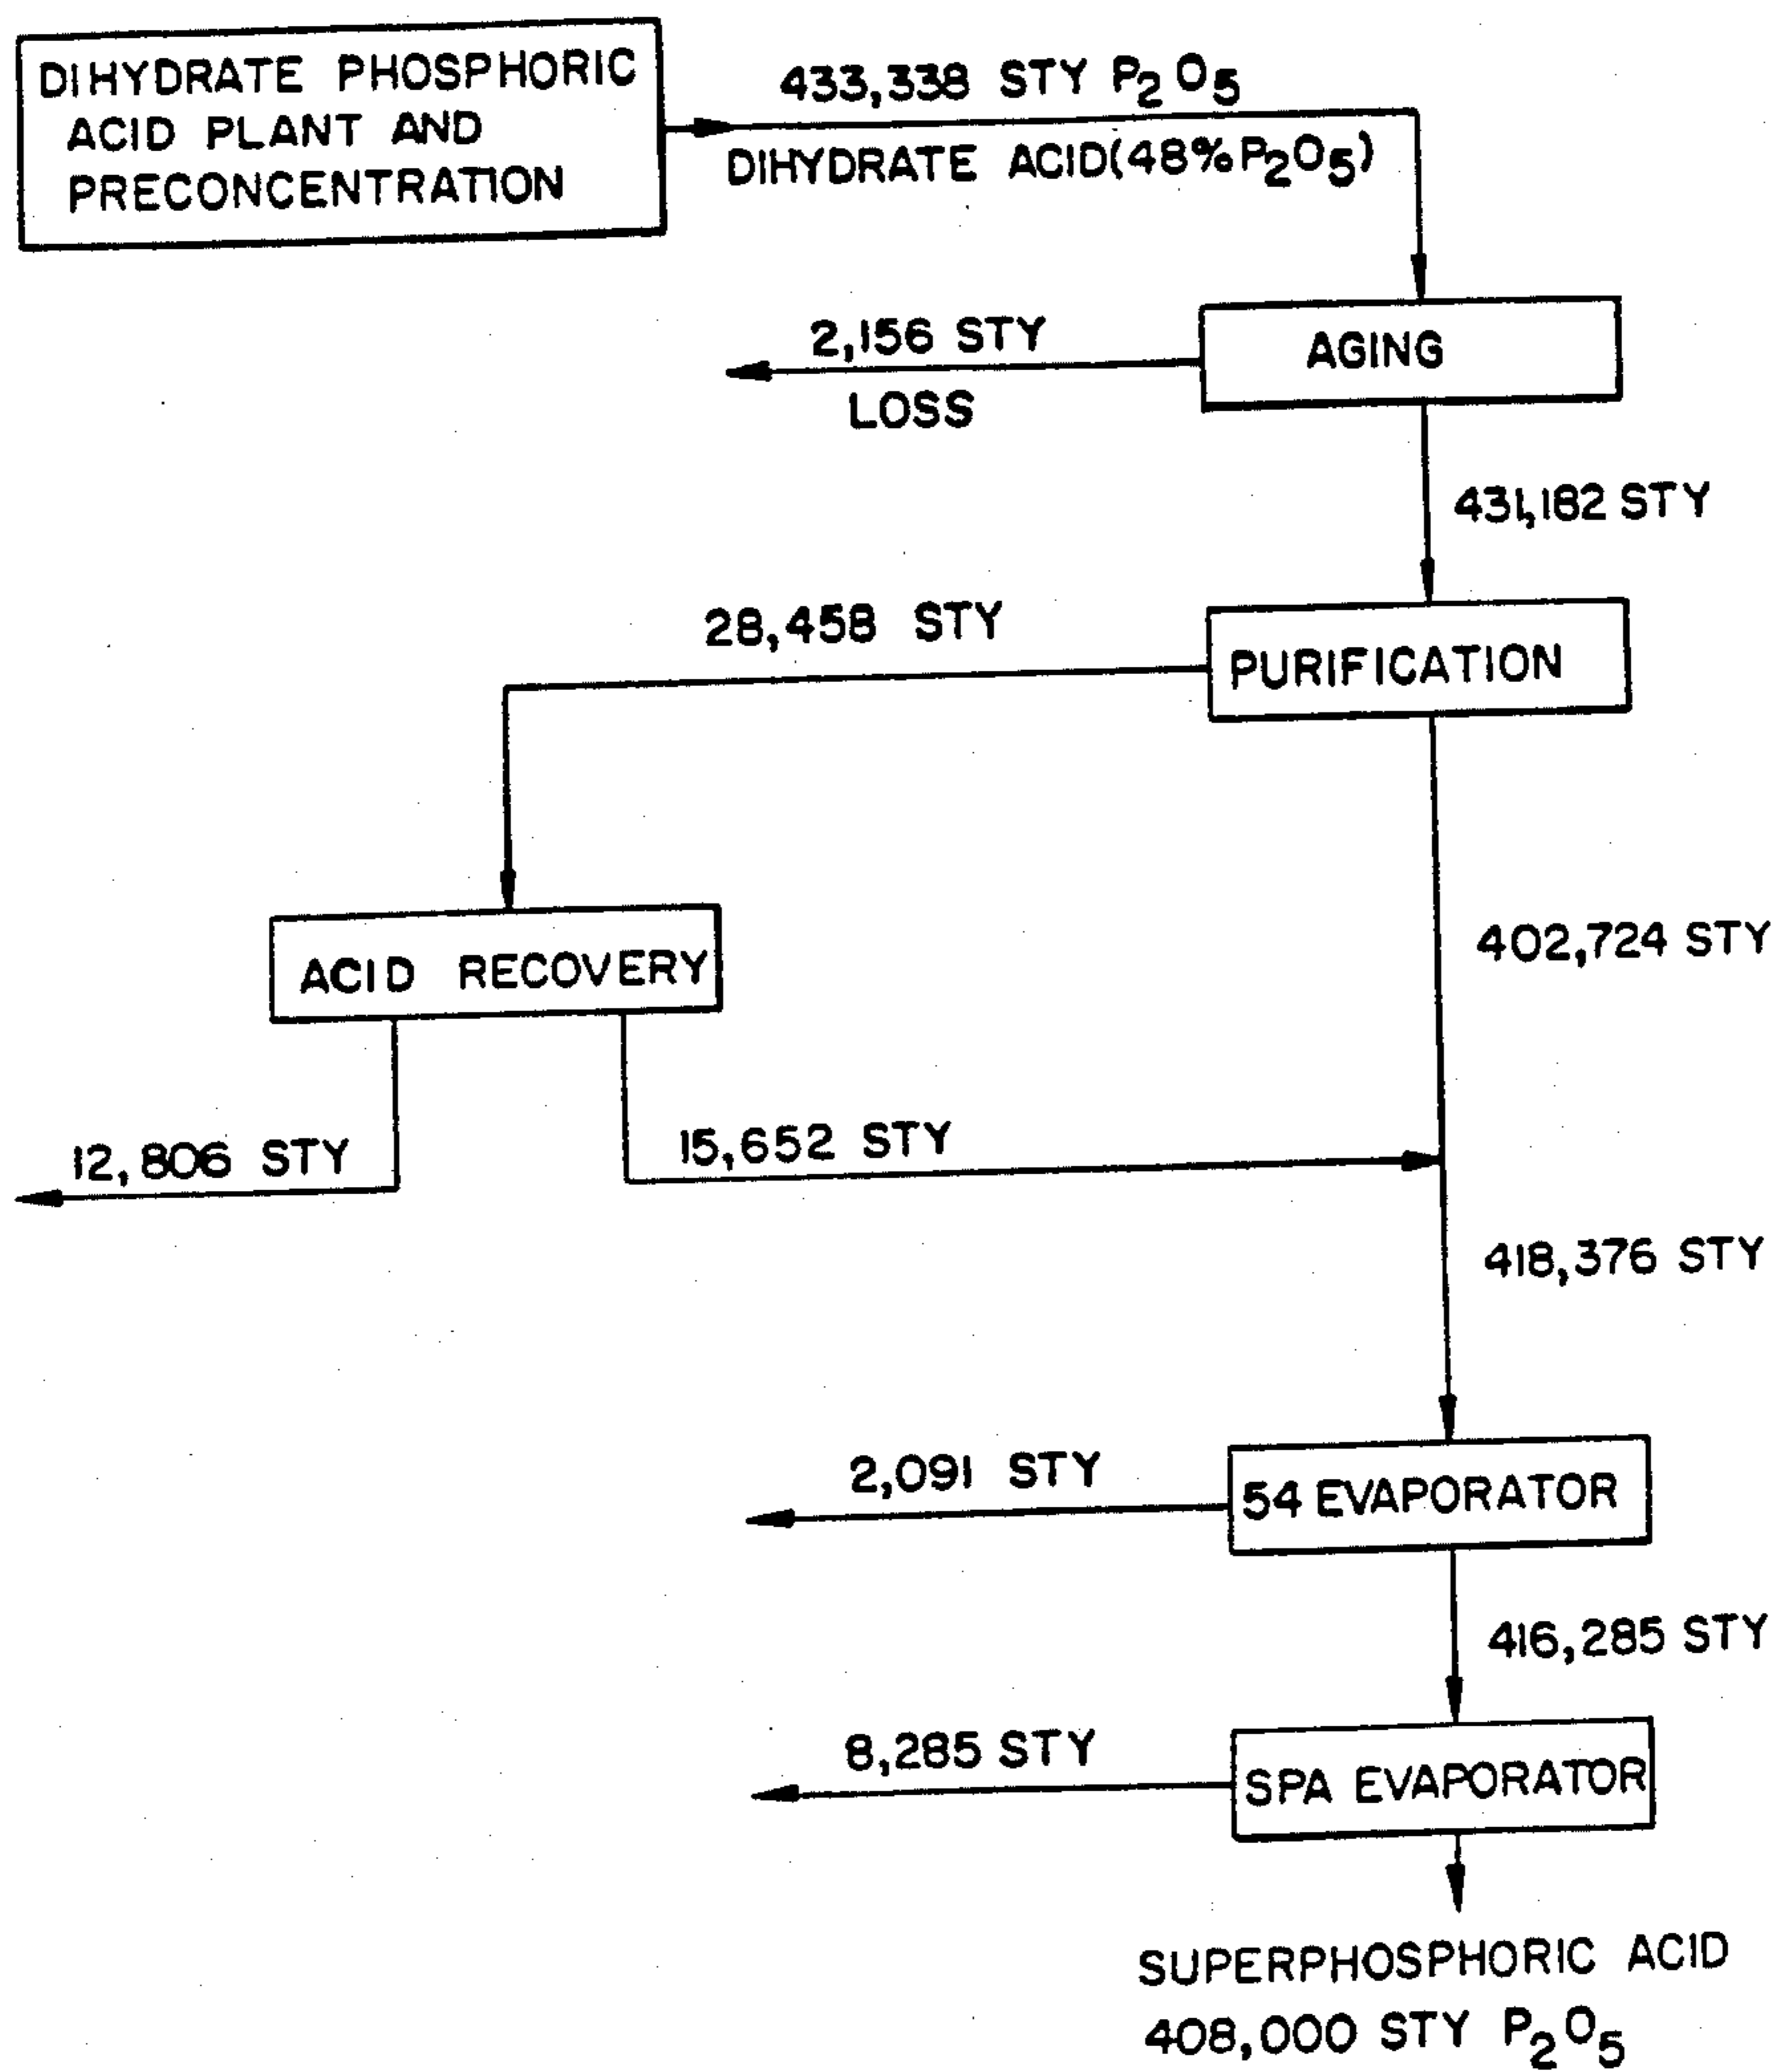 DIHYDRATE PHOSPHORIC
ACID PLANT AND
PRECONCENTRATION
433,338 STY P₂O₅
DIHYDRATE ACID(48%P₂O₅)
2,156 STY
LOSS
AGING
431,182 STY
28,458 STY
PURIFICATION
402,724 STY
ACID RECOVERY
12,806 STY
15,652 STY
418,376 STY
2,091 STY
54 EVAPORATOR
416,285 STY
8,285 STY
SPA EVAPORATOR
SUPERPHOSPHORIC ACID
408,000 STY P₂O₅